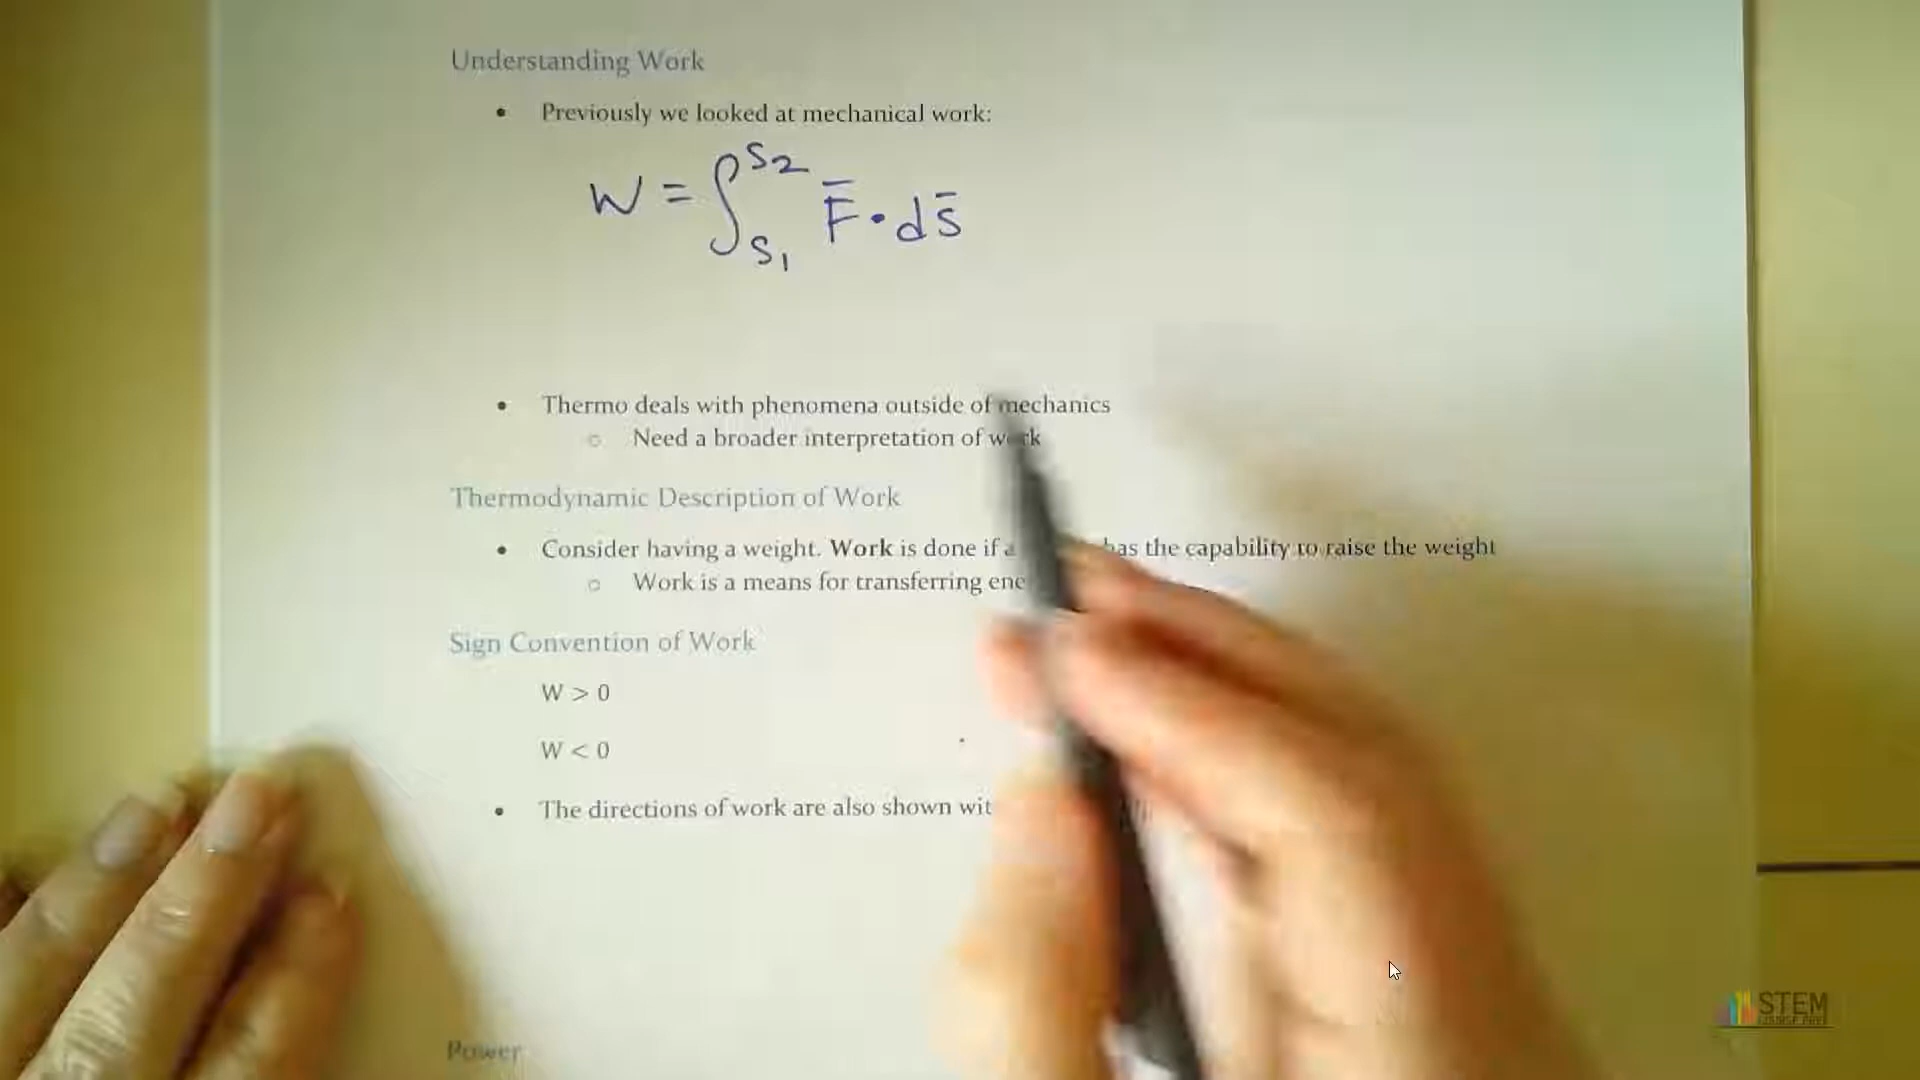 Understanding Work
• Previously we looked at mechanical work:
W = ∫_{S1}^{S2} F̄ • ds̄
• Thermo deals with phenomena outside of mechanics
○ Need a broader interpretation of work
Thermodynamic Description of Work
• Consider having a weight. Work is done if a has the capability to raise the weight
○ Work is a means for transferring ene
Sign Convention of Work
W > 0
W < 0
• The directions of work are also shown wit
Power
STEM